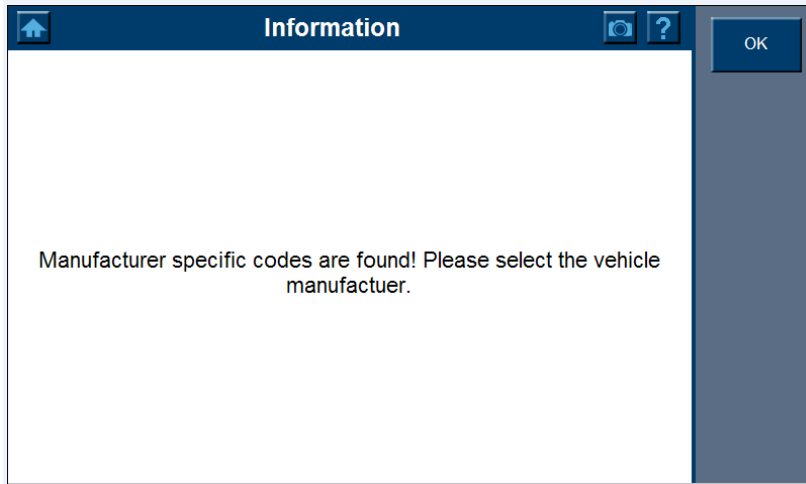 Information
?
OK
Manufacturer specific codes are found! Please select the vehicle
manufactuer.